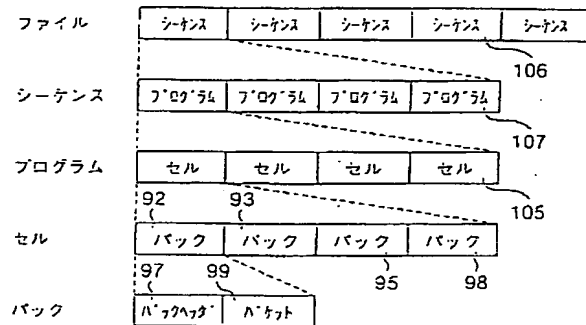 ファイル シーケンス シーケンス シーケンス シーケンス シーケンス
106
シーケンス プログラム プログラム プログラム プログラム
107
プログラム セル セル セル セル
105
92 93
セル パック パック パック パック
95 98
97 99
パック パックヘッダ パケット